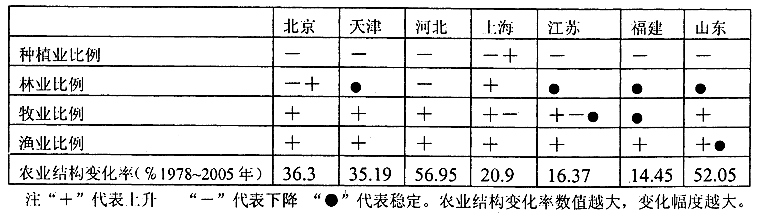 北京 天津 河北 上海 江苏 福建 山东
种植业比例 － － － －＋ － － －
林业比例 －＋ ● － ＋ ● ● ●
牧业比例 ＋ ＋ ＋ ＋－ ＋－● ● ＋
渔业比例 ＋ ＋ ＋ ＋ ＋ ＋ ＋●
农业结构变化率(％1978~2005年) 36.3 35.19 56.95 20.9 16.37 14.45 52.05
注“＋”代表上升 “－”代表下降 “●”代表稳定。农业结构变化率数值越大，变化幅度越大。